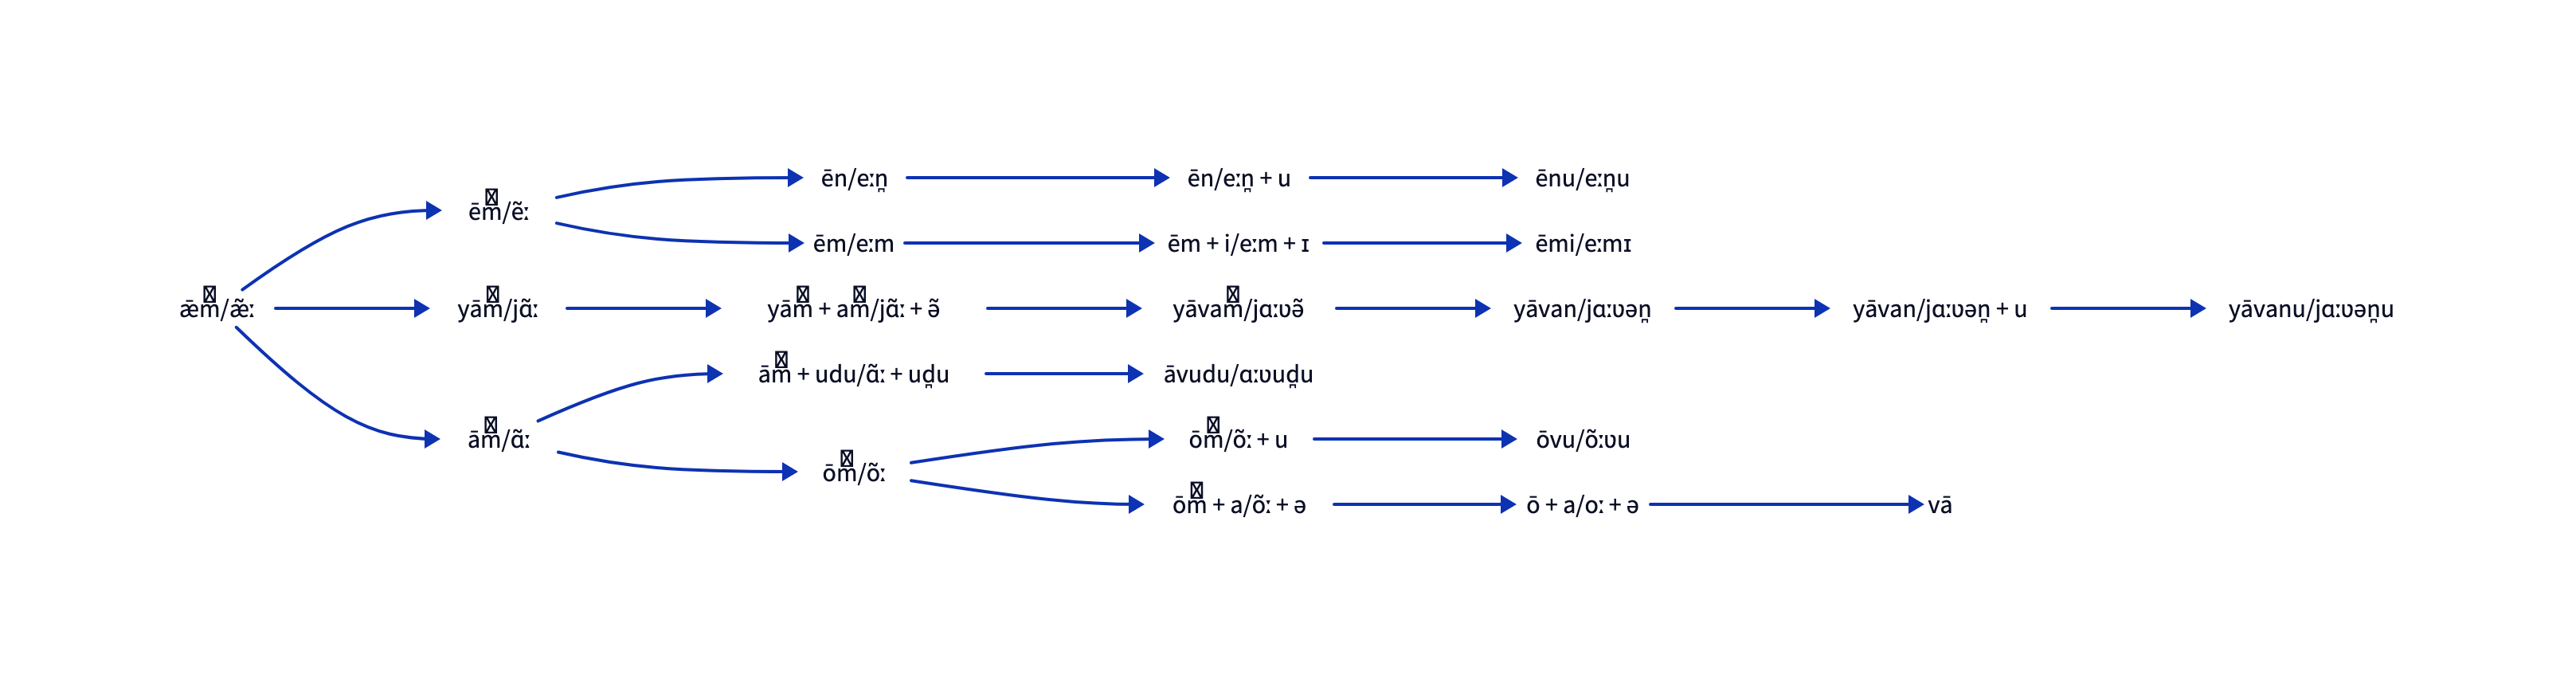 ēn/eːn̪
ēn/eːn̪ + u
ēnu/eːn̪u
ēm̐/ẽː
ēm/eːm
ēm + i/eːm + ɪ
ēmi/eːmɪ
ǣm̐/æ̃ː
yām̐/jɑ̃ː
yām̐ + am̐/jɑ̃ː + ə̃
yāvam̐/jɑːʋə̃
yāvan/jɑːʋən̪
yāvan/jɑːʋən̪ + u
yāvanu/jɑːʋən̪u
ām̐ + udu/ɑ̃ː + ud̪u
āvudu/ɑːʋud̪u
ām̐/ɑ̃ː
ōm̐/õː + u
ōvu/õːʋu
ōm̐/õː
ōm̐ + a/õː + ə
ō + a/oː + ə
vā